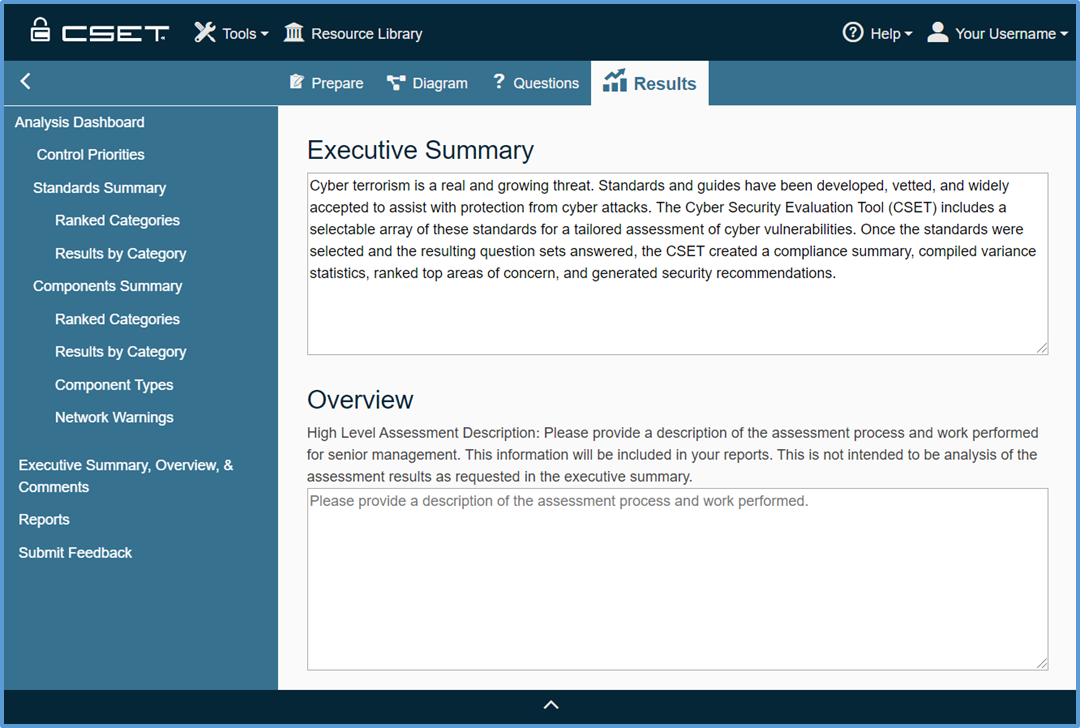 CSET
Tools
Resource Library
? Help
Your Username
Prepare
Diagram
? Questions
Results
Analysis Dashboard
Control Priorities
Standards Summary
Ranked Categories
Results by Category
Components Summary
Ranked Categories
Results by Category
Component Types
Network Warnings
Executive Summary, Overview, &
Comments
Reports
Submit Feedback
Executive Summary
Cyber terrorism is a real and growing threat. Standards and guides have been developed, vetted, and widely
accepted to assist with protection from cyber attacks. The Cyber Security Evaluation Tool (CSET) includes a
selectable array of these standards for a tailored assessment of cyber vulnerabilities. Once the standards were
selected and the resulting question sets answered, the CSET created a compliance summary, compiled variance
statistics, ranked top areas of concern, and generated security recommendations.
Overview
High Level Assessment Description: Please provide a description of the assessment process and work performed
for senior management. This information will be included in your reports. This is not intended to be analysis of the
assessment results as requested in the executive summary.
Please provide a description of the assessment process and work performed.